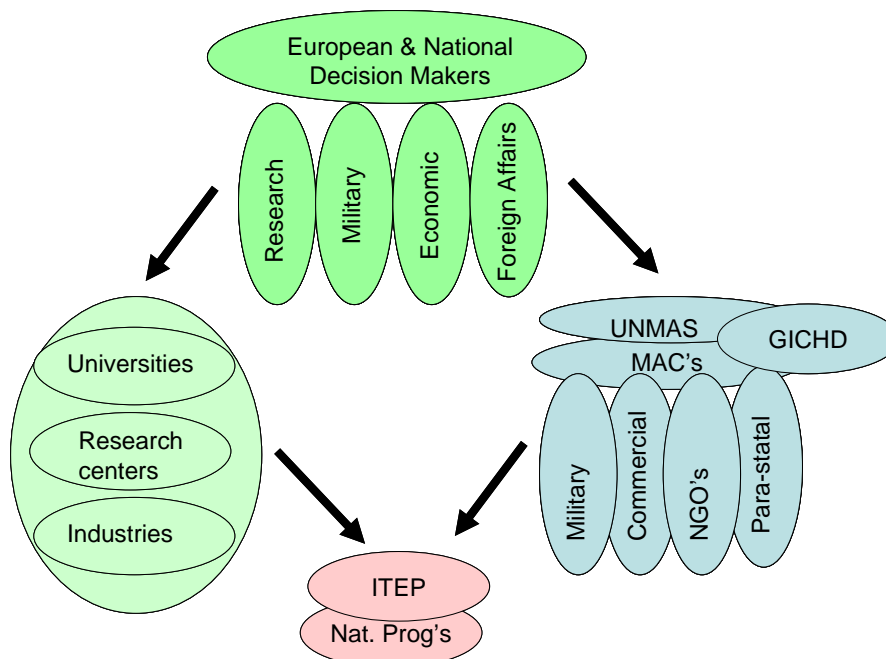 European & National
Decision Makers
Research
Military
Economic
Foreign Affairs
Universities
Research
centers
Industries
UNMAS
GICHD
MAC's
Military
Commercial
NGO's
Para-statal
ITEP
Nat. Prog's